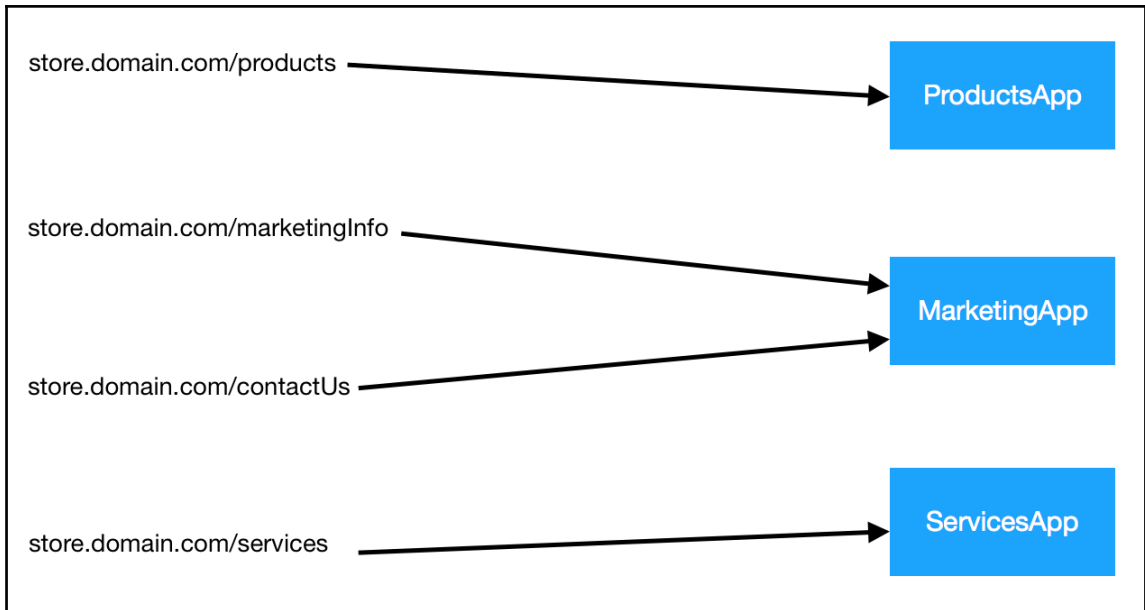 store.domain.com/products
ProductsApp
store.domain.com/marketingInfo
MarketingApp
store.domain.com/contactUs
store.domain.com/services
ServicesApp